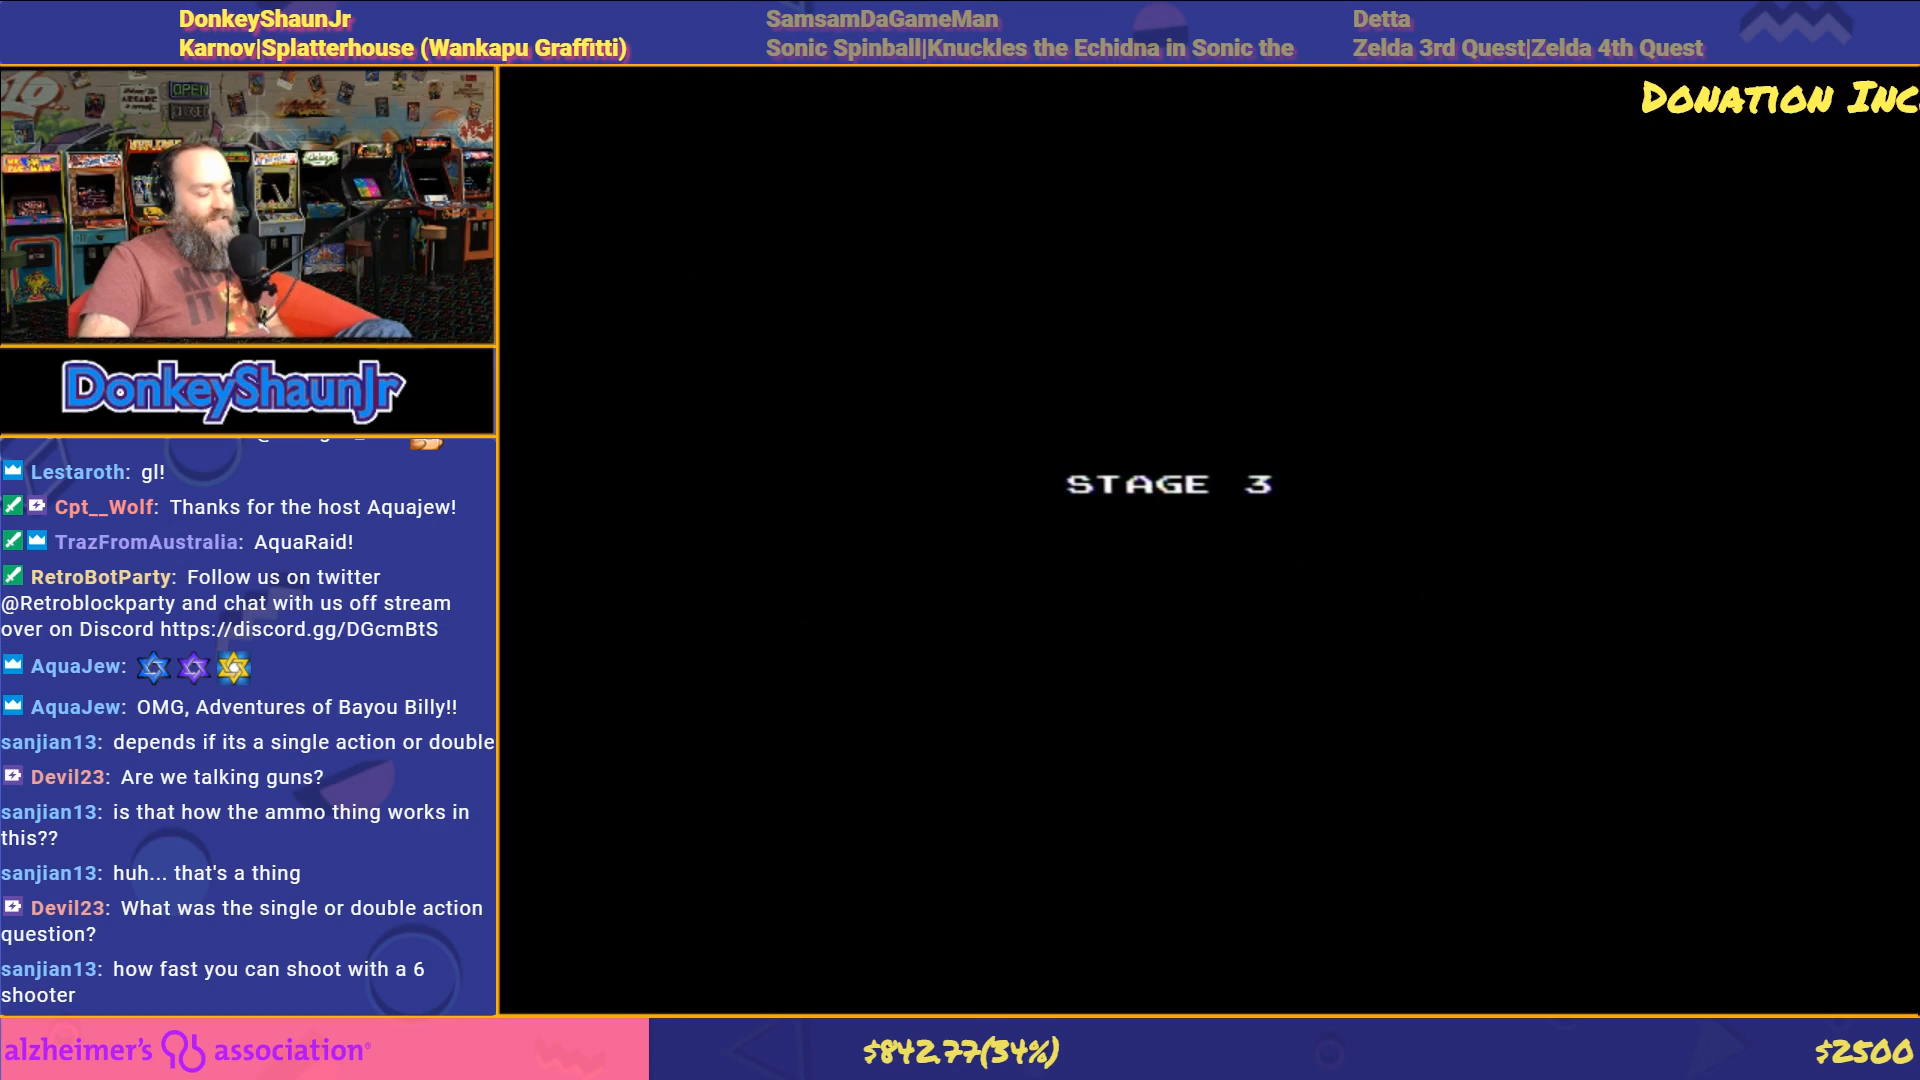 DonkeyShaunJr
Karnov|Splatterhouse (Wankapu Graffitti)
SamsamDaGameMan
Sonic Spinball|Knuckles the Echidna in Sonic the
Detta
Zelda 3rd Quest|Zelda 4th Quest
OPEN
Donation Inc
DonkeyShaunJr
STAGE 3
Lestaroth: gl!
Cpt__Wolf: Thanks for the host Aquajew!
TrazFromAustralia: AquaRaid!
RetroBotParty: Follow us on twitter
@Retroblockparty and chat with us off stream
over on Discord https://discord.gg/DGcmBtS
AquaJew:
AquaJew: OMG, Adventures of Bayou Billy!!
sanjian13: depends if its a single action or double
Devil23: Are we talking guns?
sanjian13: is that how the ammo thing works in
this??
sanjian13: huh... that's a thing
Devil23: What was the single or double action
question?
sanjian13: how fast you can shoot with a 6
shooter
alzheimer's association®
$842.77(34%)
$2500